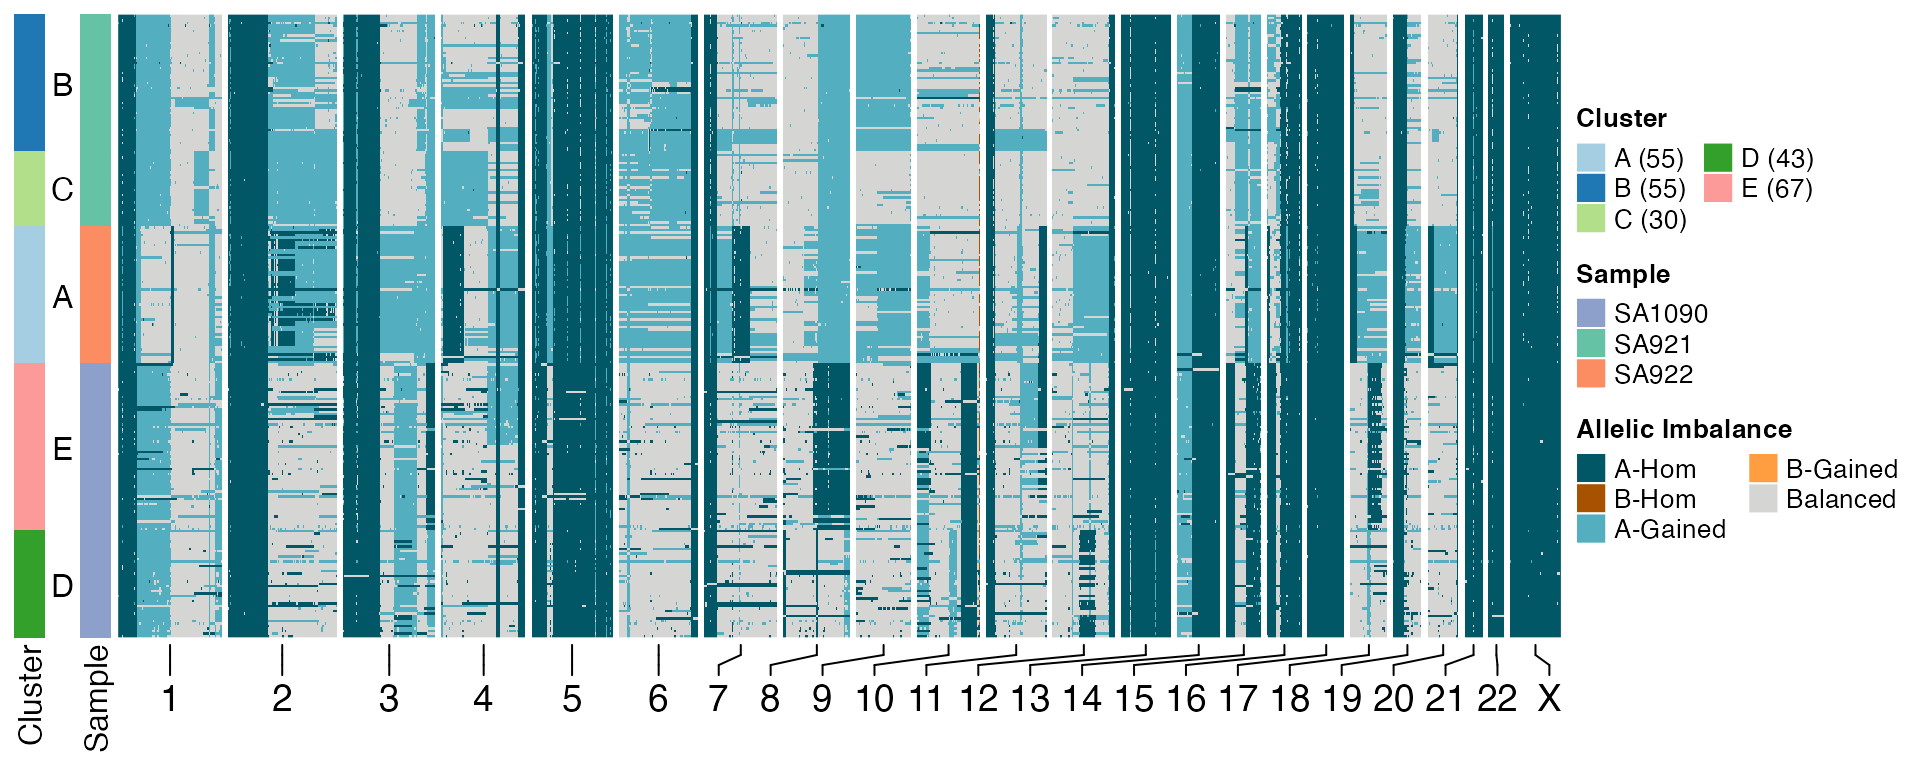 B
C
A
E
D
Cluster
Sample
1 2 3 4 5 6 7 8 9 10 11 12 13 14 15 16 17 18 19 20 21 22 X
Cluster
A (55)
B (55)
C (30)
D (43)
E (67)
Sample
SA1090
SA921
SA922
Allelic Imbalance
A-Hom
B-Hom
A-Gained
B-Gained
Balanced